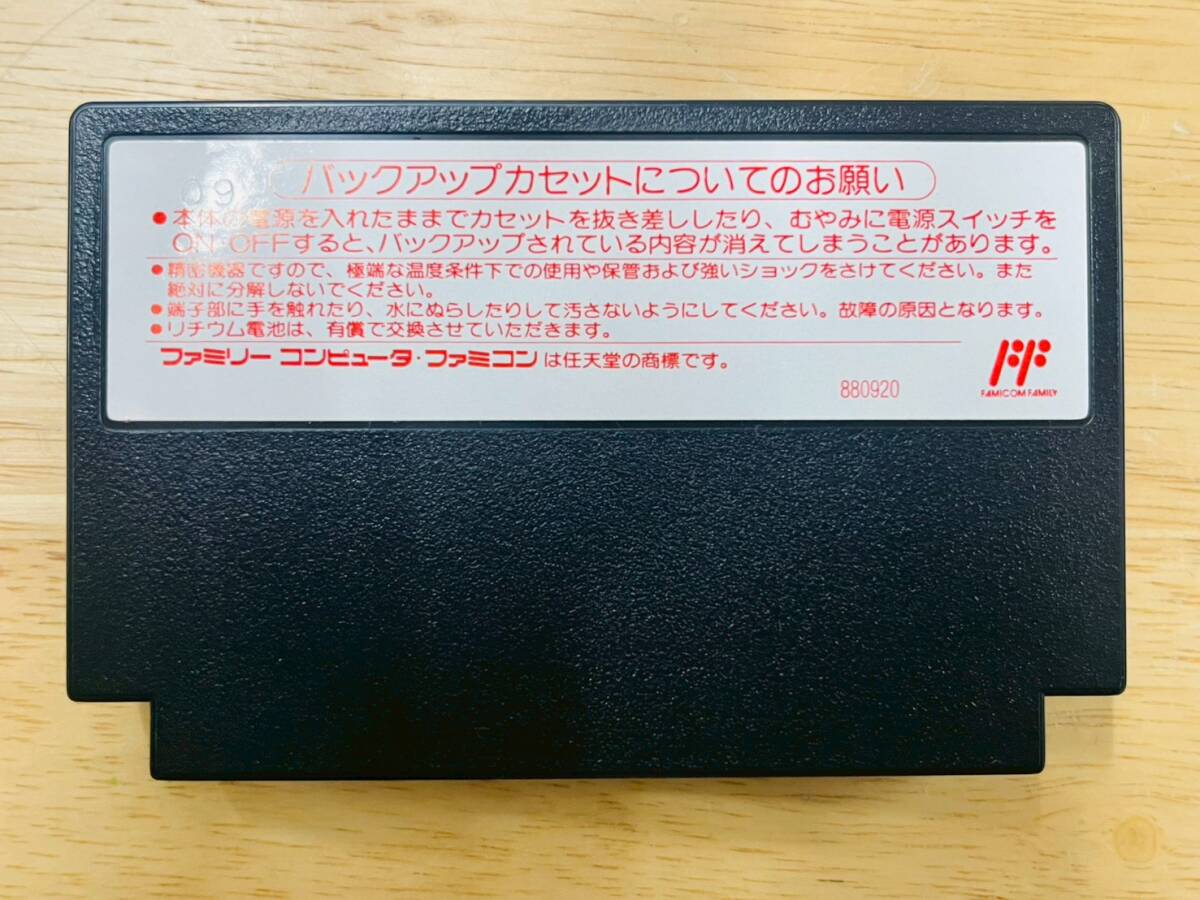 09
バックアップカセットについてのお願い
●本体の電源を入れたままでカセットを抜き差ししたり、むやみに電源スイッチを
ON・OFFすると、バックアップされている内容が消えてしまうことがあります。
●精密機器ですので、極端な温度条件下での使用や保管および強いショックをさけてください。また
絶対に分解しないでください。
●端子部に手を触れたり、水にぬらしたりして汚さないようにしてください。故障の原因となります。
●リチウム電池は、有償で交換させていただきます。
ファミリーコンピュータ・ファミコンは任天堂の商標です。
880920
FAMICOM FAMILY